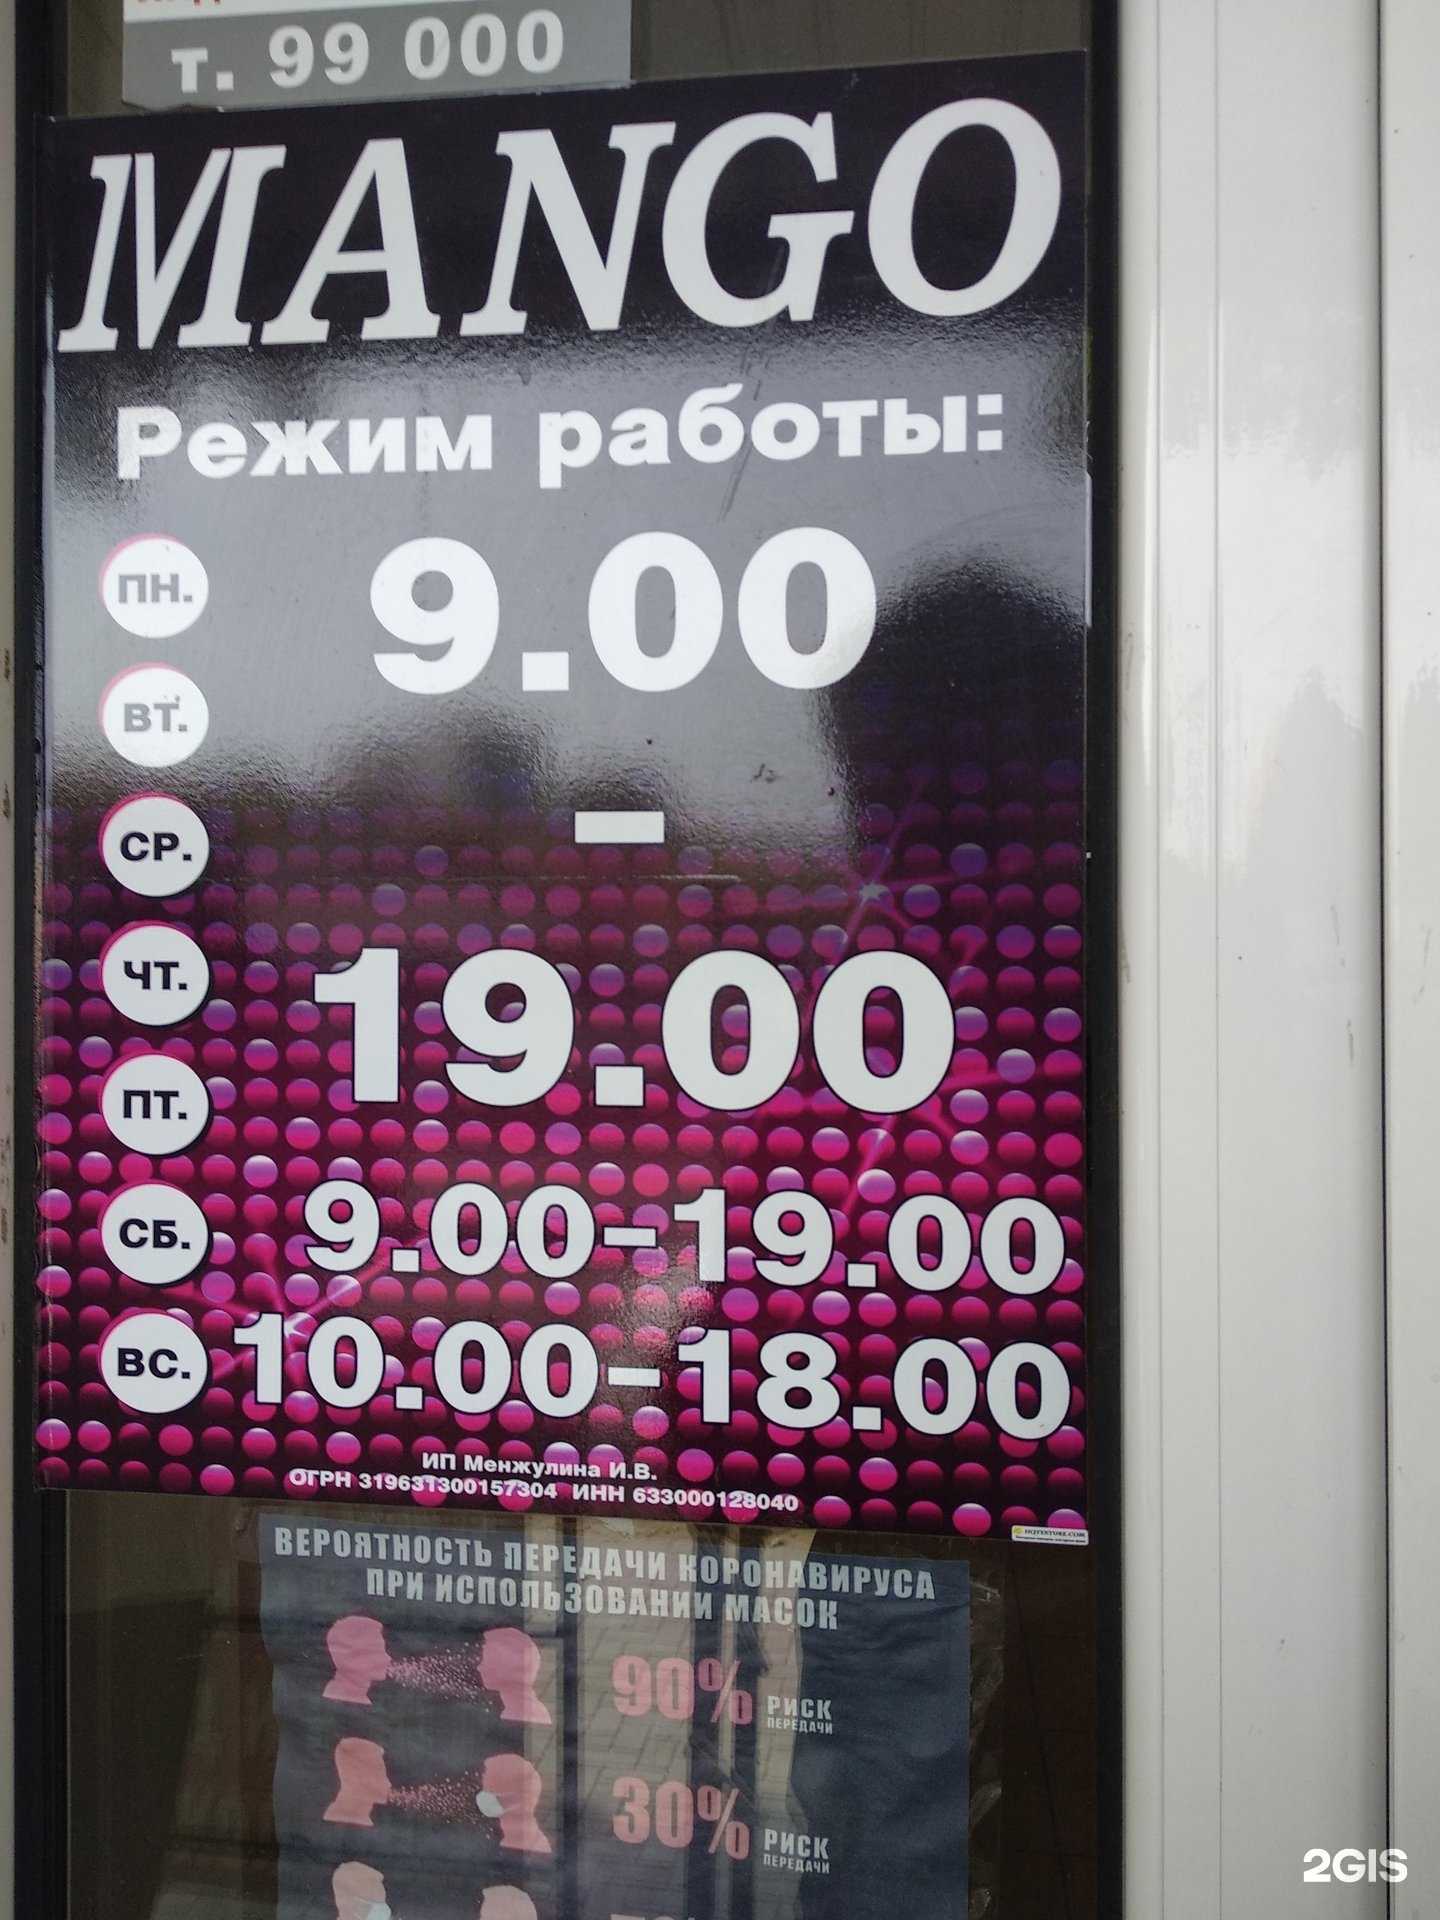 т. 99 000
MANGO
Режим работы:
ПН.
9.00
ВТ.
–
СР.
ЧТ.
19.00
ПТ.
СБ. 9.00–19.00
ВС. 10.00–18.00
ИП Менжулина И.В.
ОГРН 319631300157304 ИНН 633000128040
ВЕРОЯТНОСТЬ ПЕРЕДАЧИ КОРОНАВИРУСА
ПРИ ИСПОЛЬЗОВАНИИ МАСОК
90% РИСК
ПЕРЕДАЧИ
30% РИСК
ПЕРЕДАЧИ
2GIS